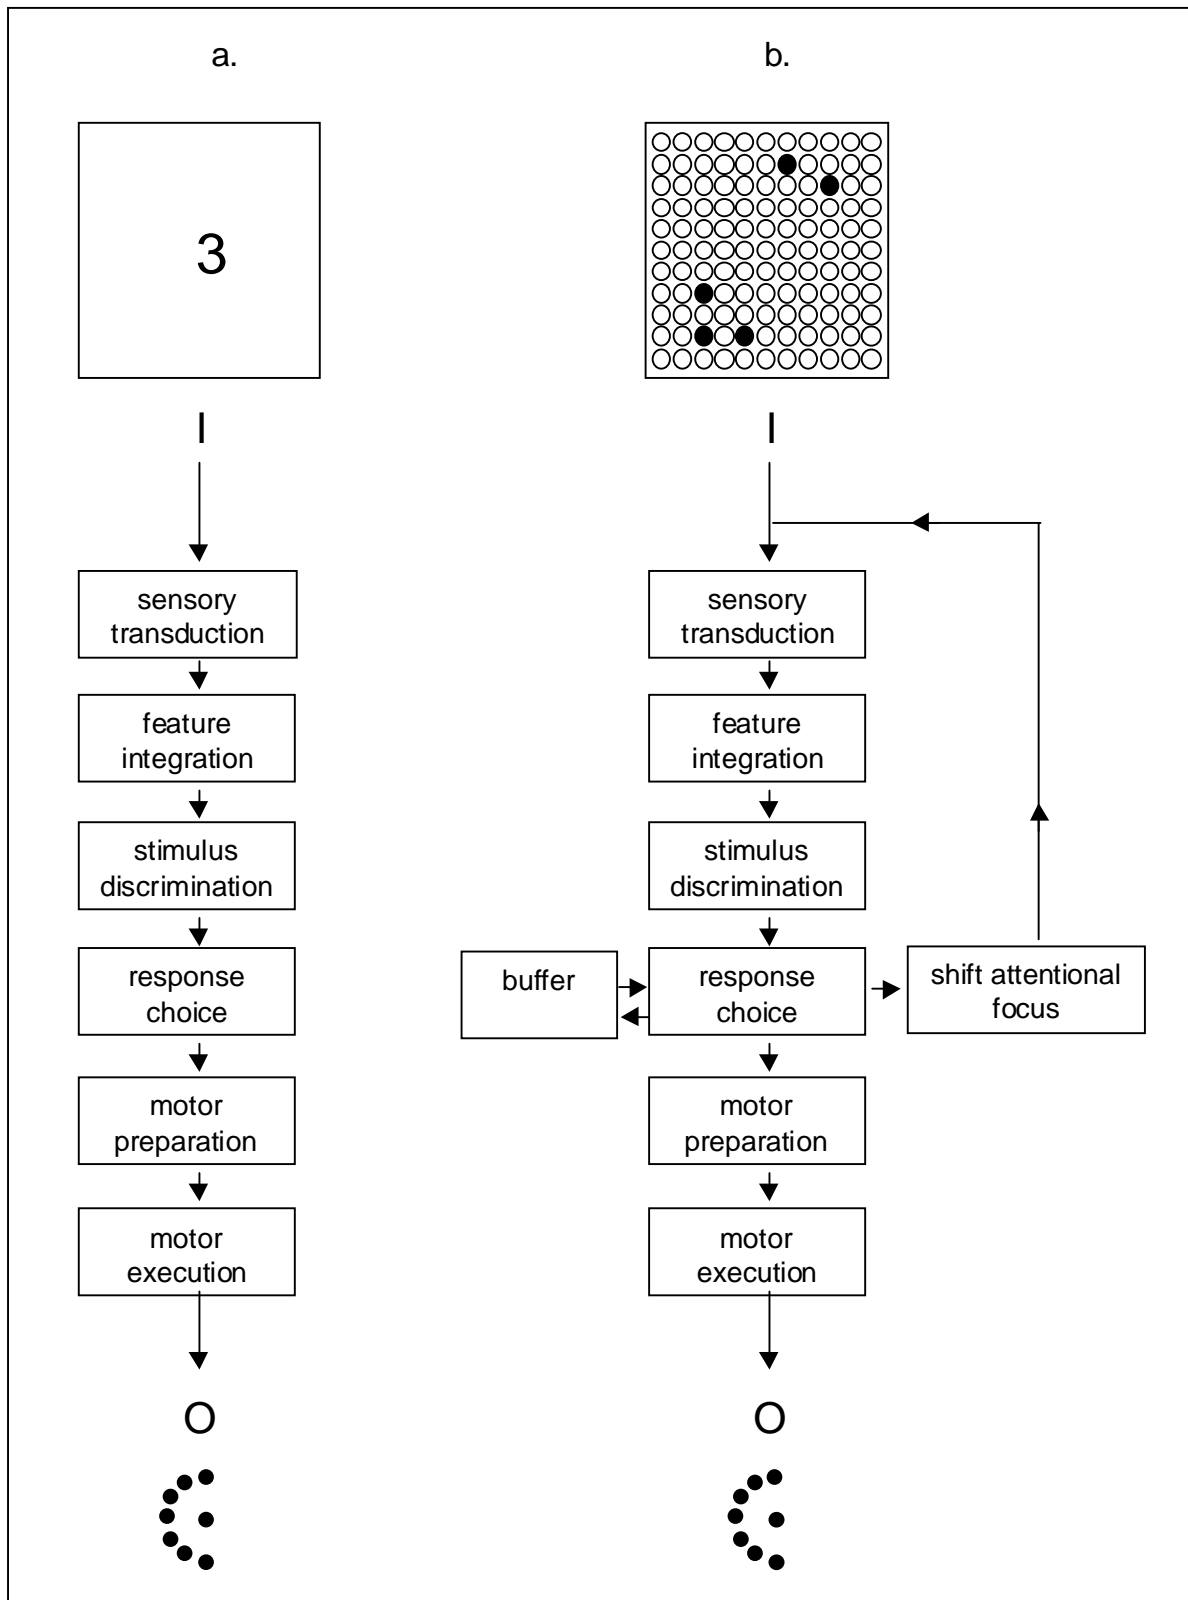 a.
3
I
sensory
transduction
feature
integration
stimulus
discrimination
response
choice
motor
preparation
motor
execution
O
b.
I
sensory
transduction
feature
integration
stimulus
discrimination
buffer
response
choice
shift attentional
focus
motor
preparation
motor
execution
O